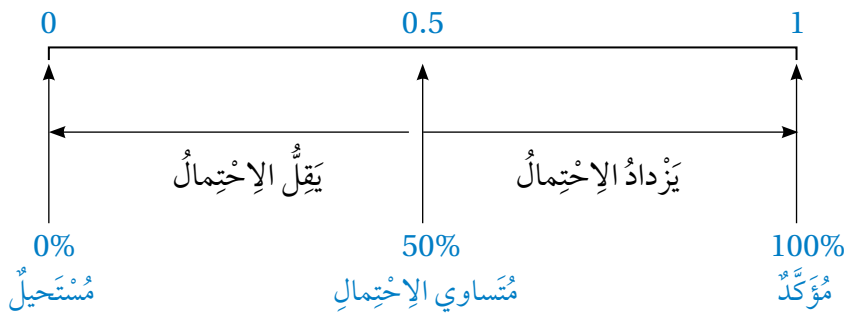 0 0.5 1
يَقِلُّ الِاحْتِمالُ يَزْدادُ الِاحْتِمالُ
0% 50% 100%
مُسْتَحيلٌ مُتَساوي الِاحْتِمالِ مُؤَكَّدٌ